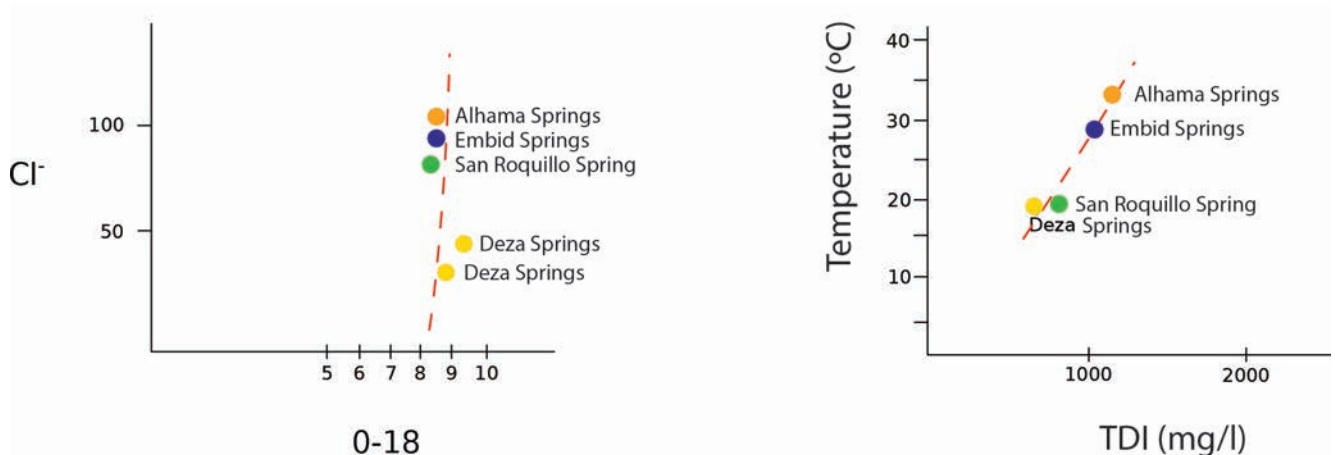 100
50
Cl-
Alhama Springs
Embid Springs
San Roquillo Spring
Deza Springs
Deza Springs
5 6 7 8 9 10
0-18
Temperature (ºC)
40
30
20
10
Alhama Springs
Embid Springs
San Roquillo Spring
Deza Springs
1000 2000
TDI (mg/l)